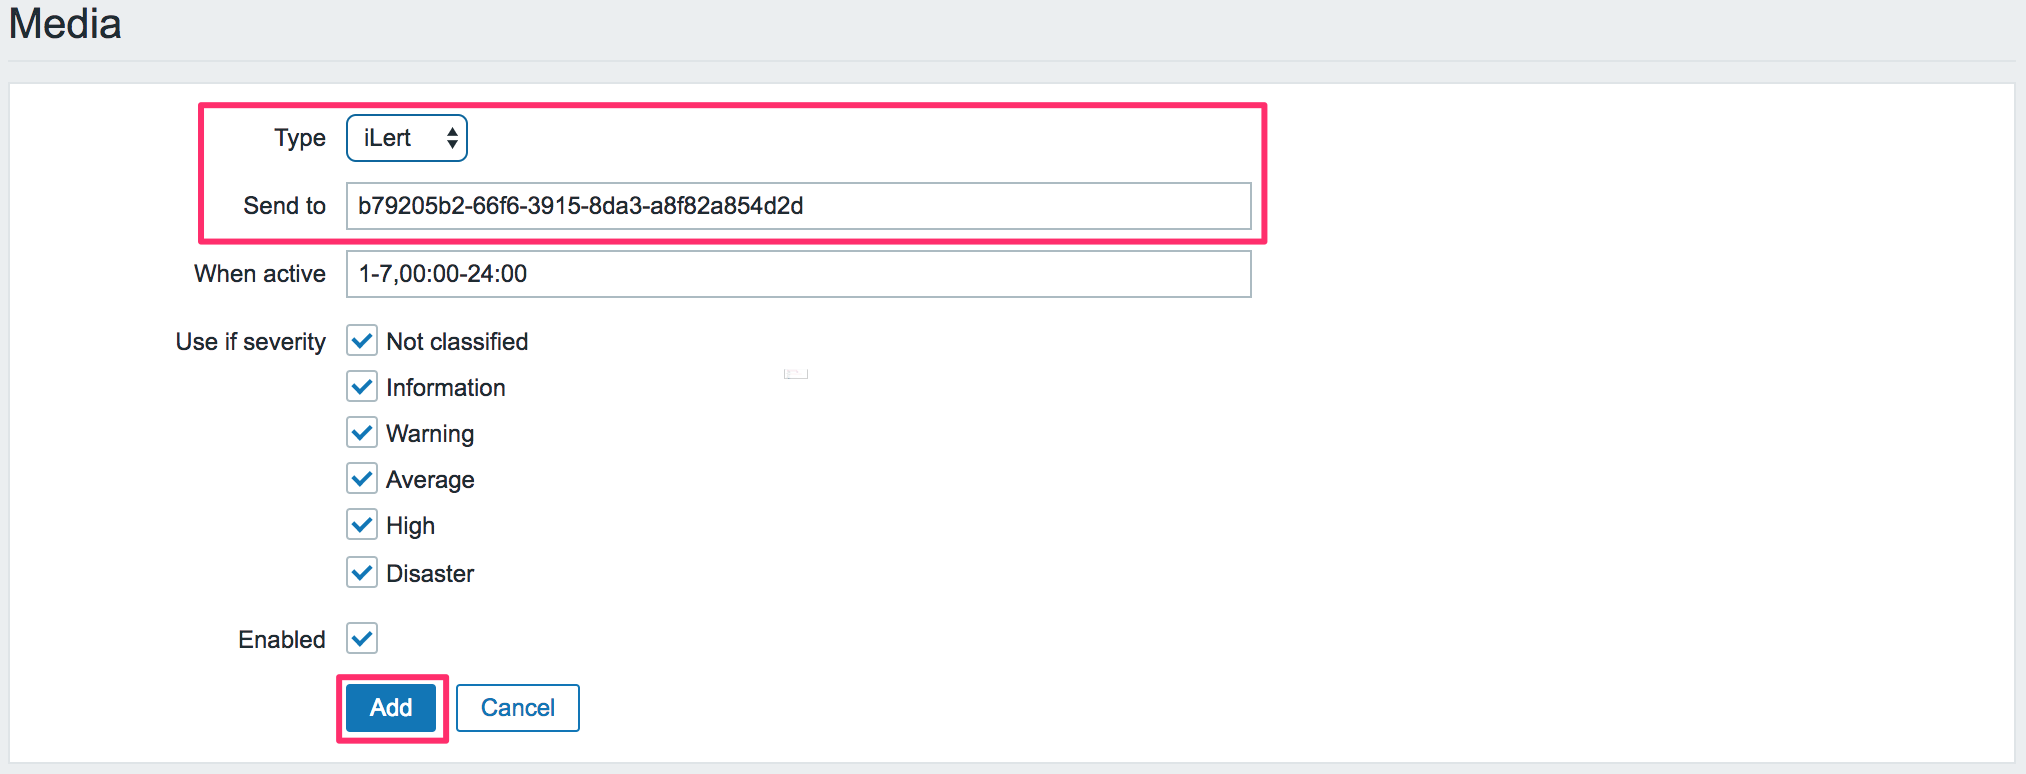 Media
Type iLert
Send to b79205b2-66f6-3915-8da3-a8f82a854d2d
When active 1-7,00:00-24:00
Use if severity Not classified
Information
Warning
Average
High
Disaster
Enabled
Add Cancel